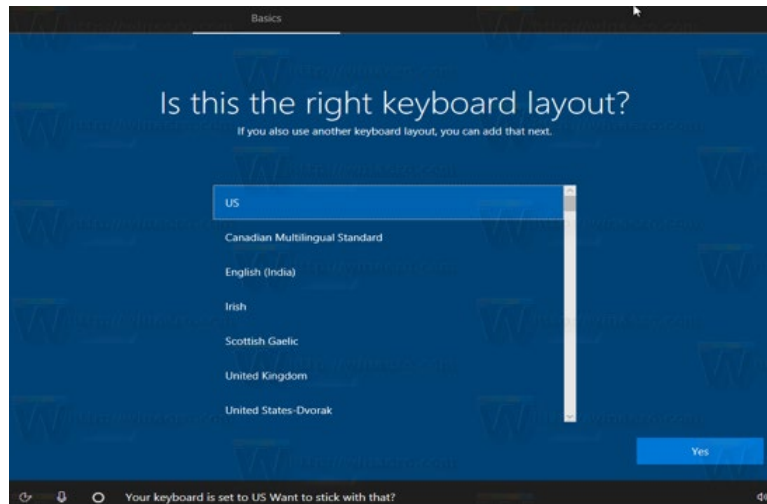 Basics
Is this the right keyboard layout?
If you also use another keyboard layout, you can add that next.
US
Canadian Multilingual Standard
English (India)
Irish
Scottish Gaelic
United Kingdom
United States-Dvorak
Yes
Your keyboard is set to US Want to stick with that?